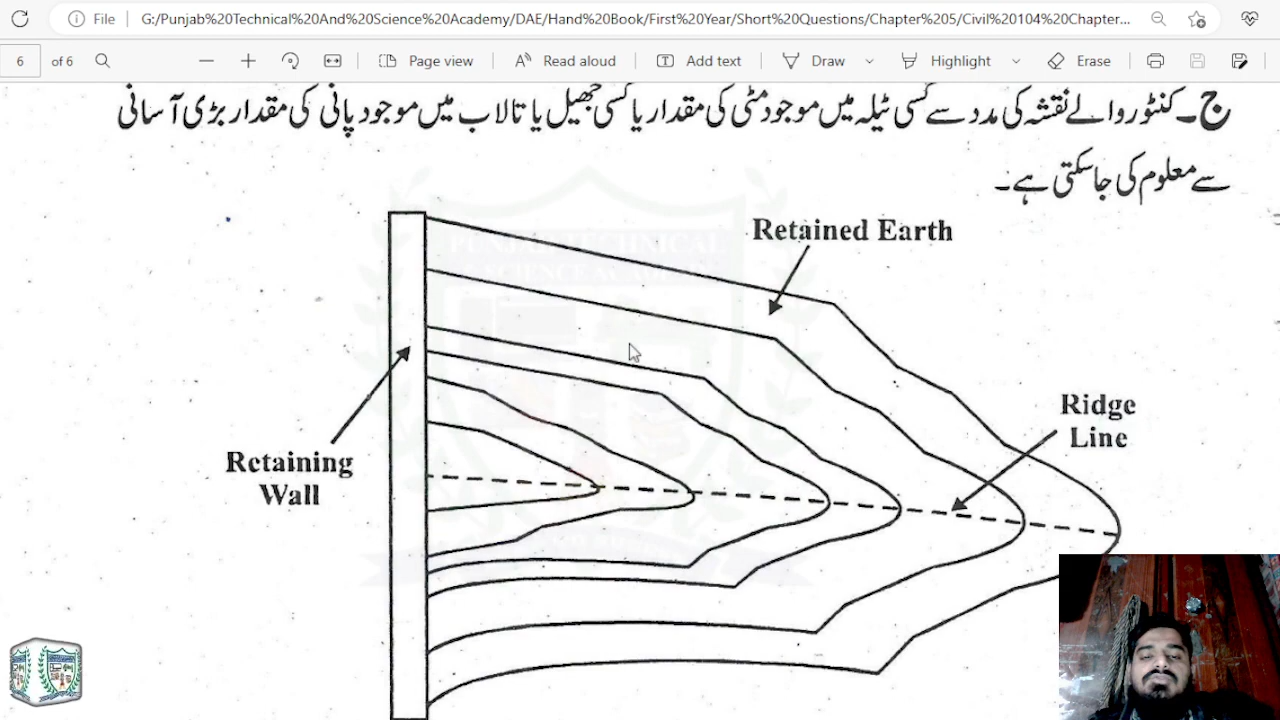 File
G:/Punjab%20Technical%20And%20Science%20Academy/DAE/Hand%20Book/First%20Year/Short%20Questions/Chapter%205/Civil%20104%20Chapter...
6 of 6
Page view
Read aloud
Add text
Draw
Highlight
Erase
ج۔ کنٹور والے نقشہ کی مدد سے کسی ٹیلہ میں موجود مٹی کی مقدار یا کسی جھیل یا تالاب میں موجود پانی کی مقدار بڑی آسانی
سے معلوم کی جاسکتی ہے۔
PUNJAB TECHNICAL
Retained Earth
Ridge
Line
Retaining
Wall